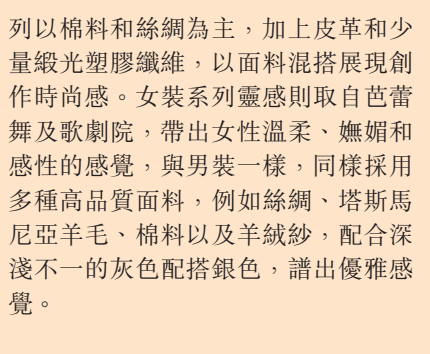 列以棉料和絲綢為主，加上皮革和少
量緞光塑膠纖維，以面料混搭展現創
作時尚感。女裝系列靈感則取自芭蕾
舞及歌劇院，帶出女性溫柔、嫵媚和
感性的感覺，與男裝一樣，同樣採用
多種高品質面料，例如絲綢、塔斯馬
尼亞羊毛、棉料以及羊絨紗，配合深
淺不一的灰色配搭銀色，譜出優雅感
覺。